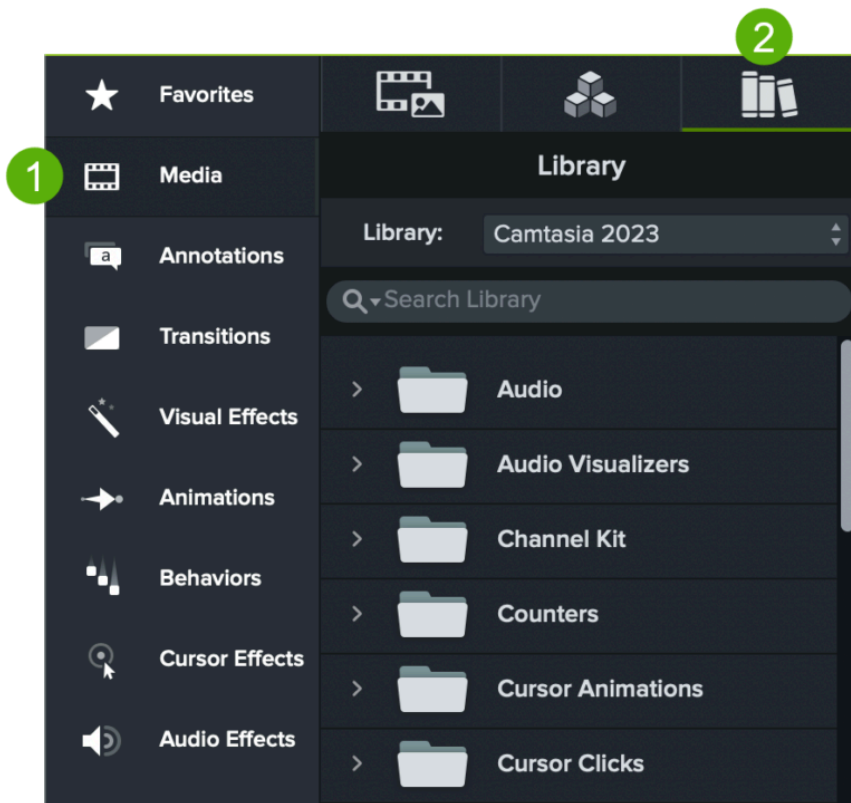 2
Favorites
1
Media
Annotations
Transitions
Visual Effects
Animations
Behaviors
Cursor Effects
Audio Effects
Library
Library: Camtasia 2023
Search Library
Audio
Audio Visualizers
Channel Kit
Counters
Cursor Animations
Cursor Clicks
a